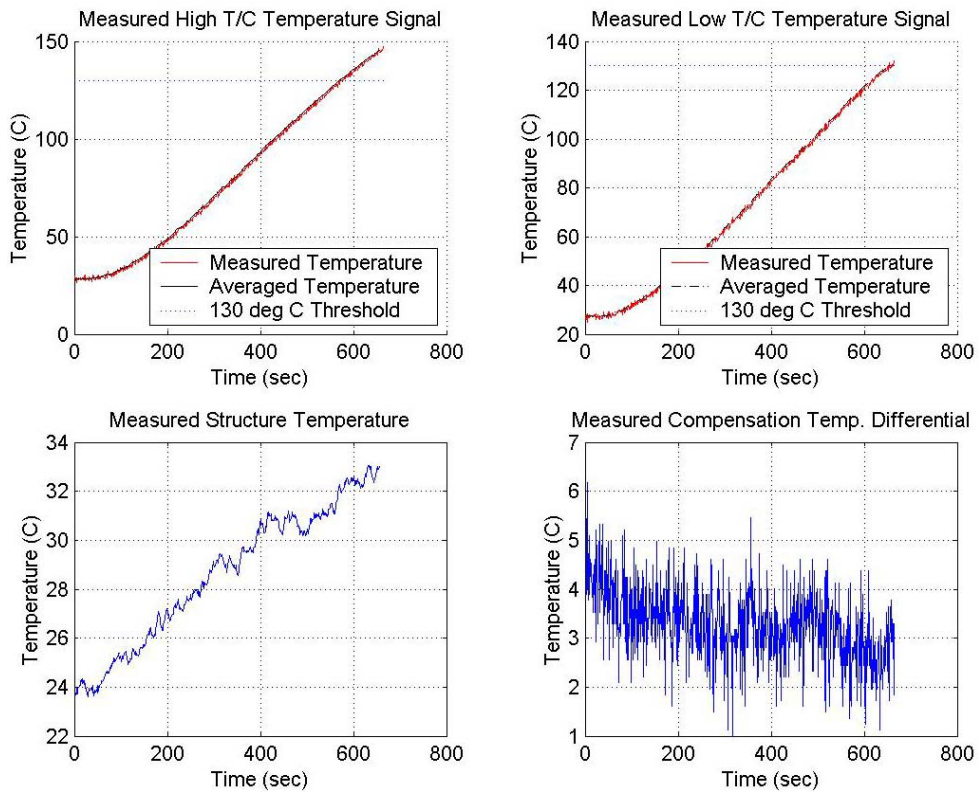 Measured High T/C Temperature Signal
150
100
50
0
Temperature (C)
Measured Temperature
Averaged Temperature
130 deg C Threshold
0 200 400 600 800
Time (sec)
Measured Low T/C Temperature Signal
140
120
100
80
60
40
20
Temperature (C)
Measured Temperature
Averaged Temperature
130 deg C Threshold
0 200 400 600 800
Time (sec)
Measured Structure Temperature
34
32
30
28
26
24
22
Temperature (C)
0 200 400 600 800
Time (sec)
Measured Compensation Temp. Differential
7
6
5
4
3
2
1
Temperature (C)
0 200 400 600 800
Time (sec)